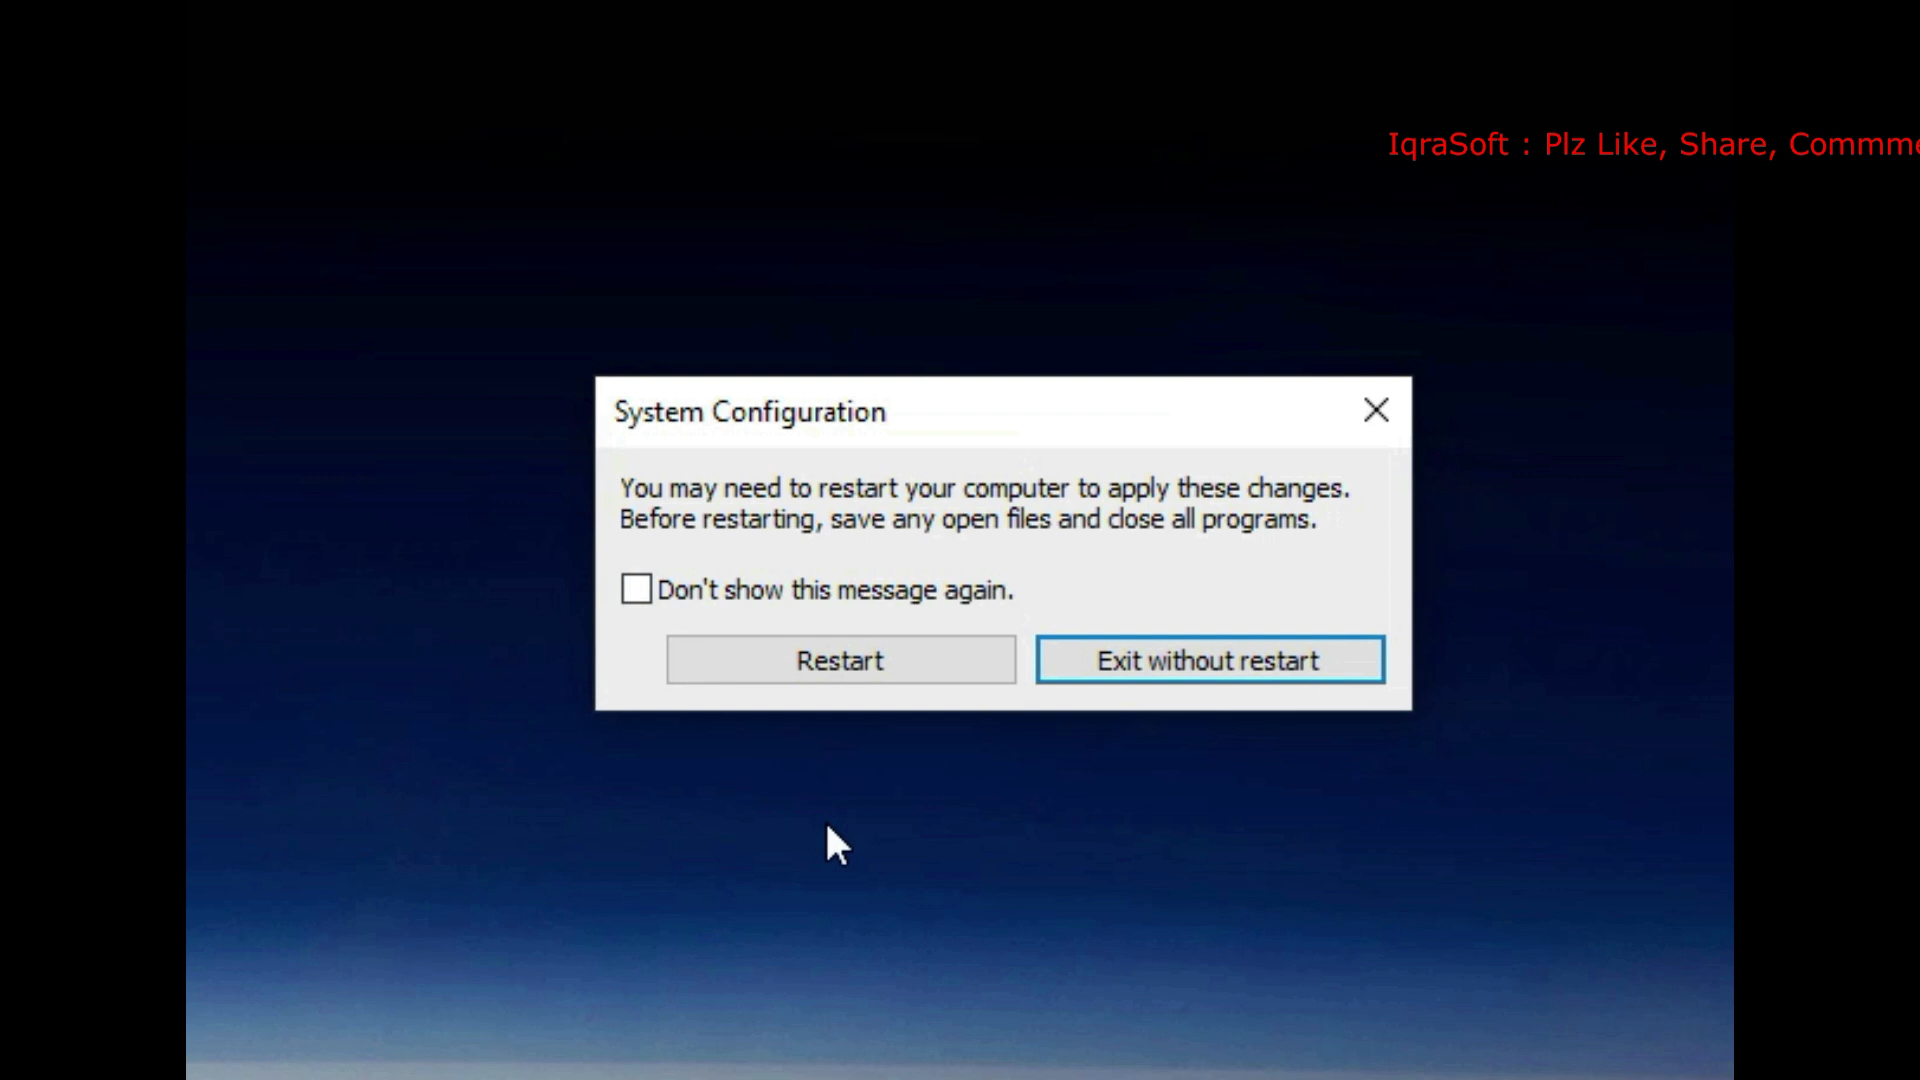 IqraSoft : Plz Like, Share,
System Configuration
You may need to restart your computer to apply these changes.
Before restarting, save any open files and close all programs.
Don't show this message again.
Restart
Exit without restart